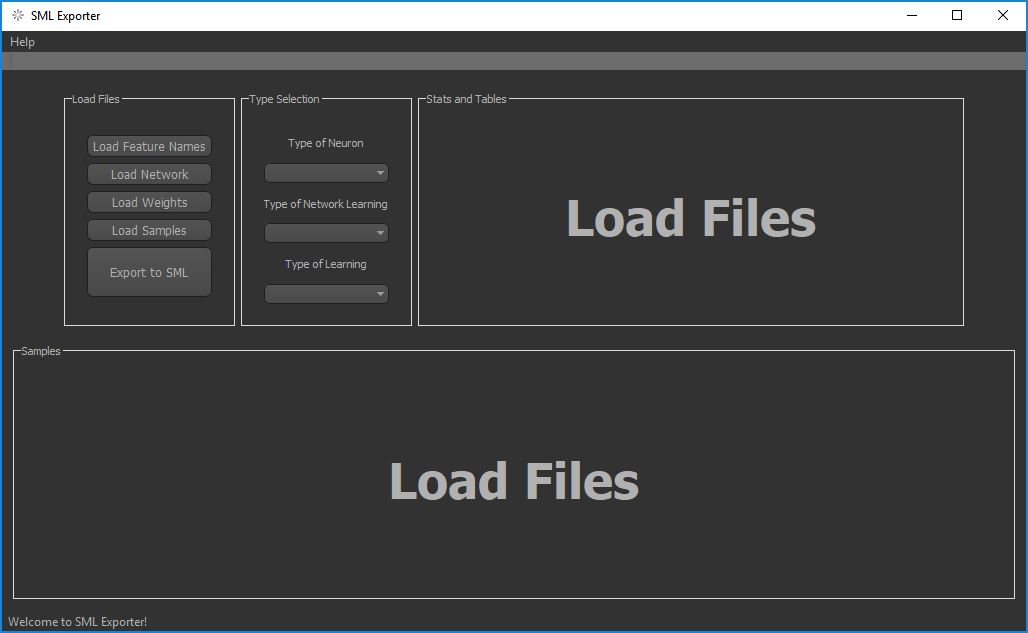 SML Exporter
Help
Load Files
Load Feature Names
Load Network
Load Weights
Load Samples
Export to SML
Type Selection
Type of Neuron
Type of Network Learning
Type of Learning
Stats and Tables
Load Files
Samples
Load Files
Welcome to SML Exporter!